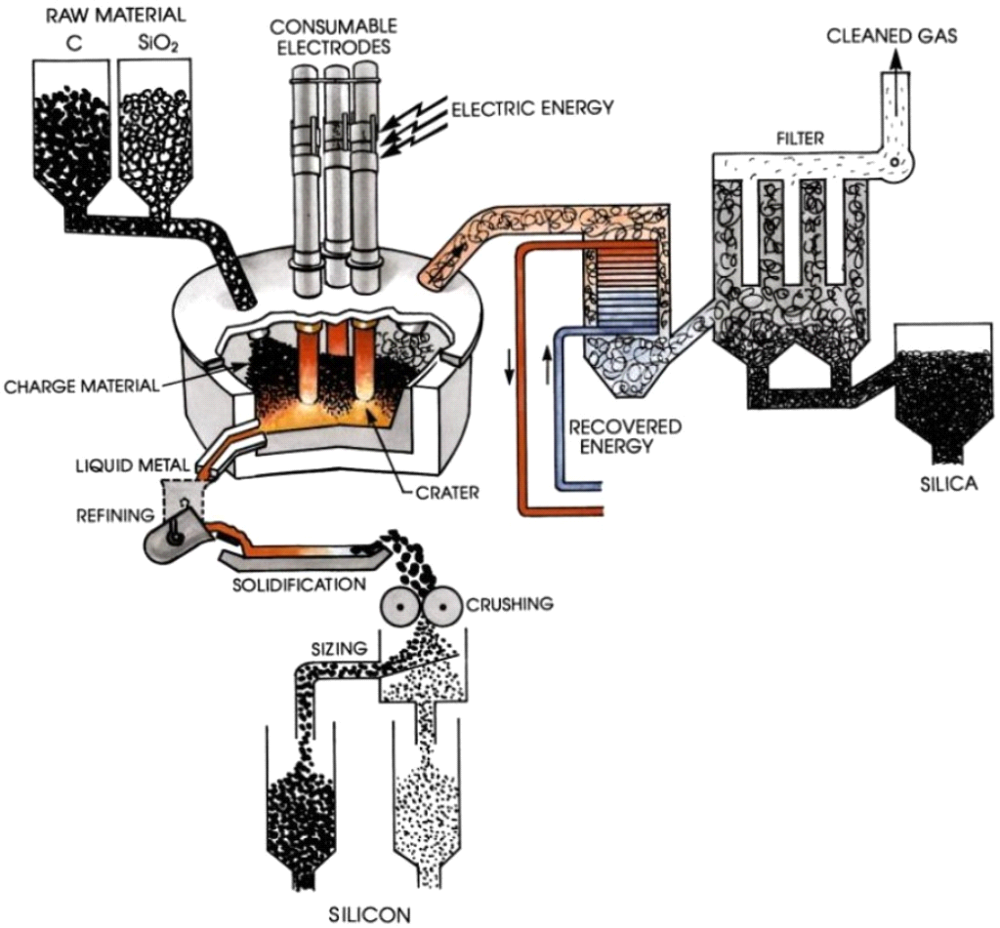 RAW MATERIAL
C SiO₂
CONSUMABLE
ELECTRODES
ELECTRIC ENERGY
CLEANED GAS
FILTER
CHARGE MATERIAL
LIQUID METAL
REFINING
CRATER
RECOVERED
ENERGY
SILICA
SOLIDIFICATION
CRUSHING
SIZING
SILICON